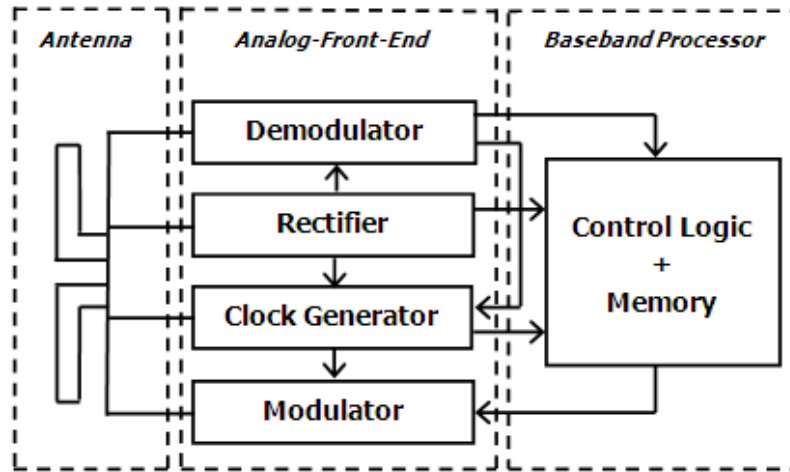 Antenna
Analog-Front-End
Baseband Processor
Demodulator
Rectifier
Clock Generator
Modulator
Control Logic
+
Memory